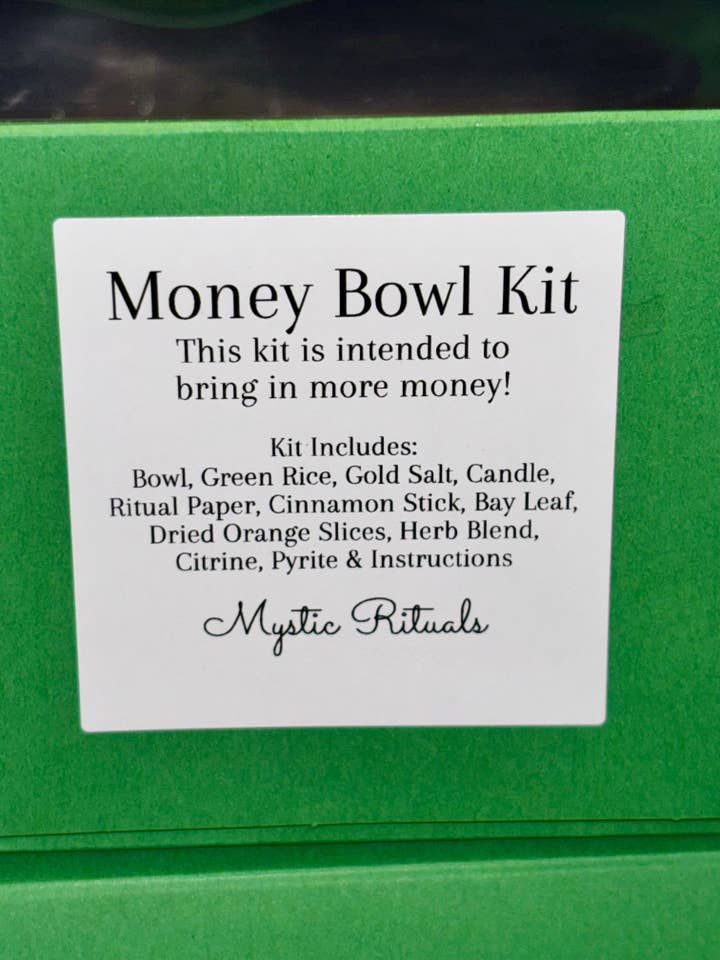 Money Bowl Kit
This kit is intended to
bring in more money!
Kit Includes:
Bowl, Green Rice, Gold Salt, Candle,
Ritual Paper, Cinnamon Stick, Bay Leaf,
Dried Orange Slices, Herb Blend,
Citrine, Pyrite & Instructions
Mystic Rituals